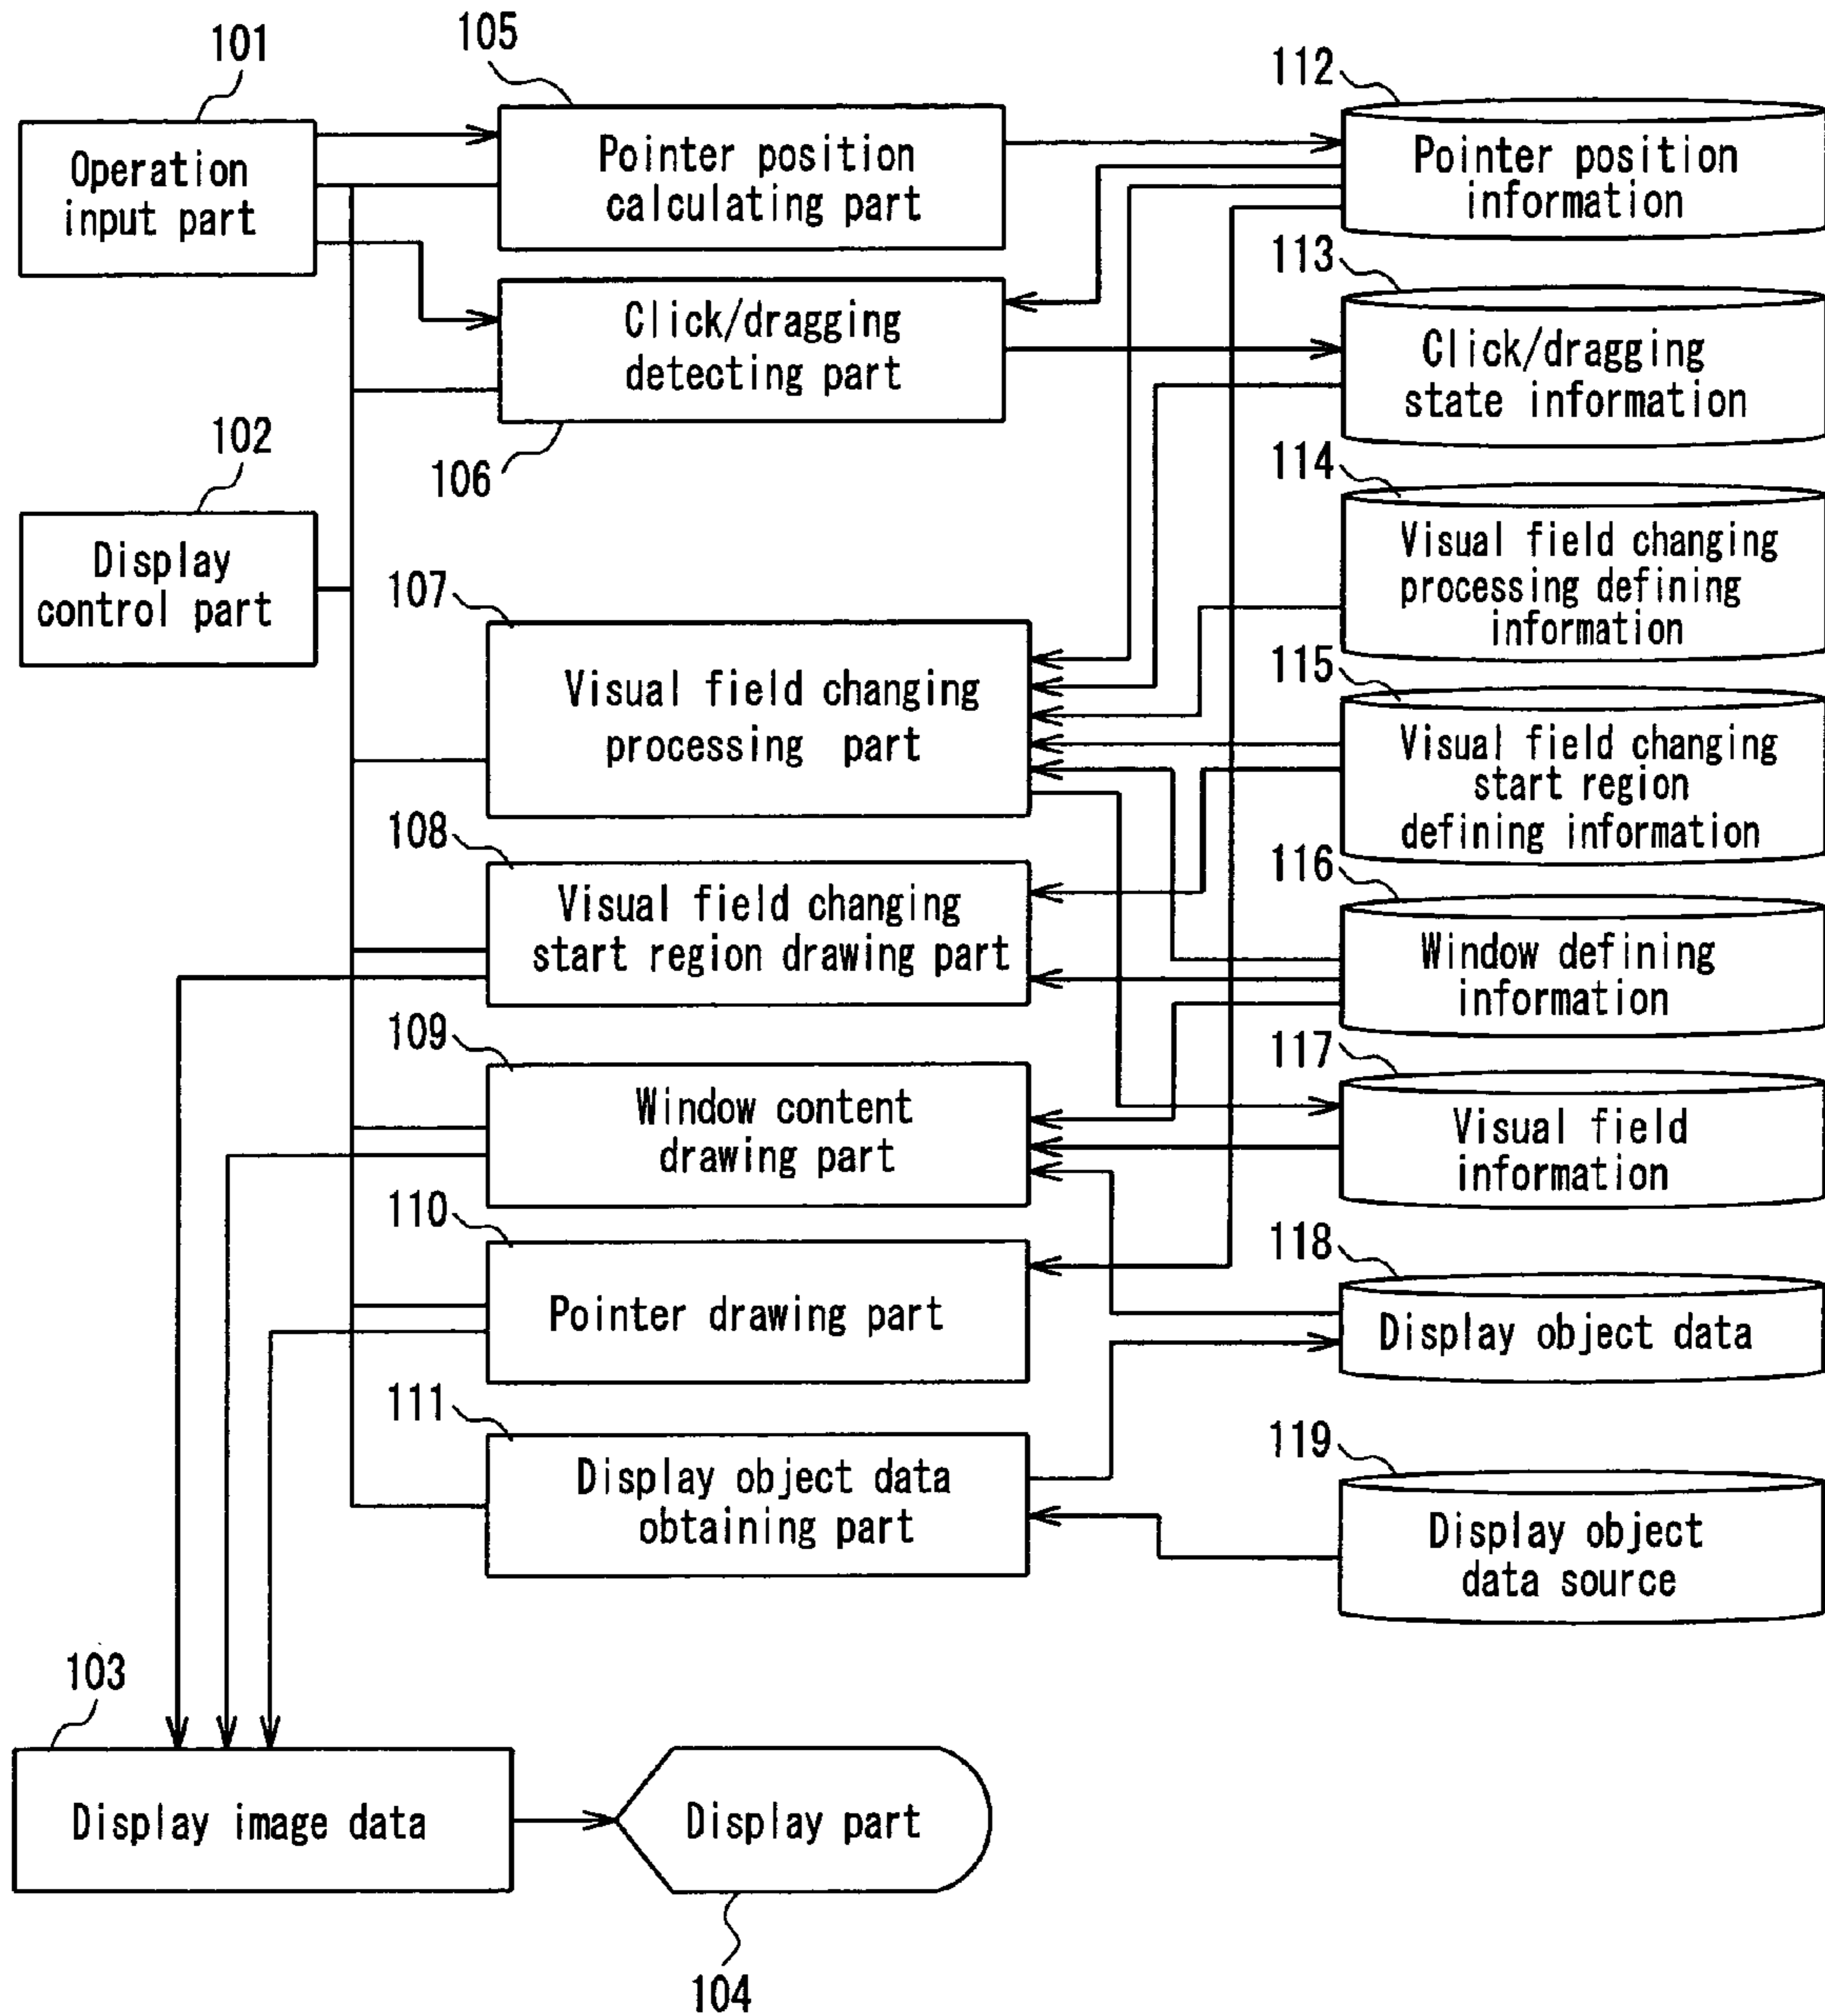 101
Operation
input part
105
Pointer position
calculating part
112
Pointer position
information
Click/dragging
detecting part
106
113
Click/dragging
state information
102
Display
control part
114
Visual field changing
processing defining
information
107
Visual field changing
processing part
115
Visual field changing
start region
defining information
108
Visual field changing
start region drawing part
116
Window defining
information
109
Window content
drawing part
117
Visual field
information
110
Pointer drawing part
118
Display object data
111
Display object data
obtaining part
119
Display object
data source
103
Display image data
Display part
104